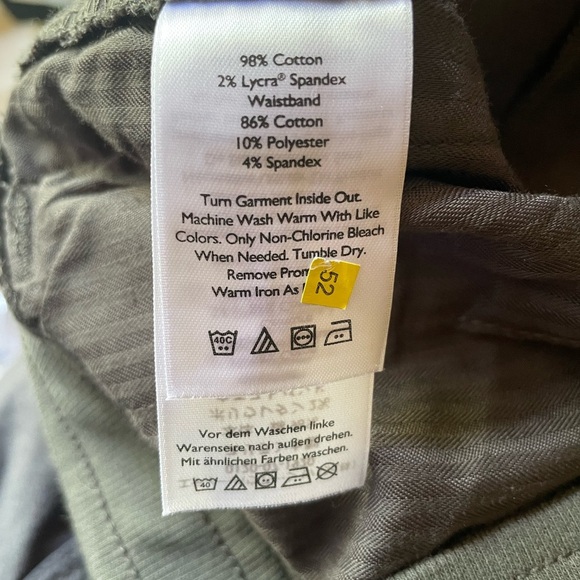 98% Cotton
2% Lycra® Spandex
Waistband
86% Cotton
10% Polyester
4% Spandex
Turn Garment Inside Out.
Machine Wash Warm With Like
Colors. Only Non-Chlorine Bleach
When Needed. Tumble Dry.
Remove
Warm Iron As
52
40C
Vor dem Waschen linke
Warenseite nach außen drehen.
Mit ähnlichen Farben waschen.
40